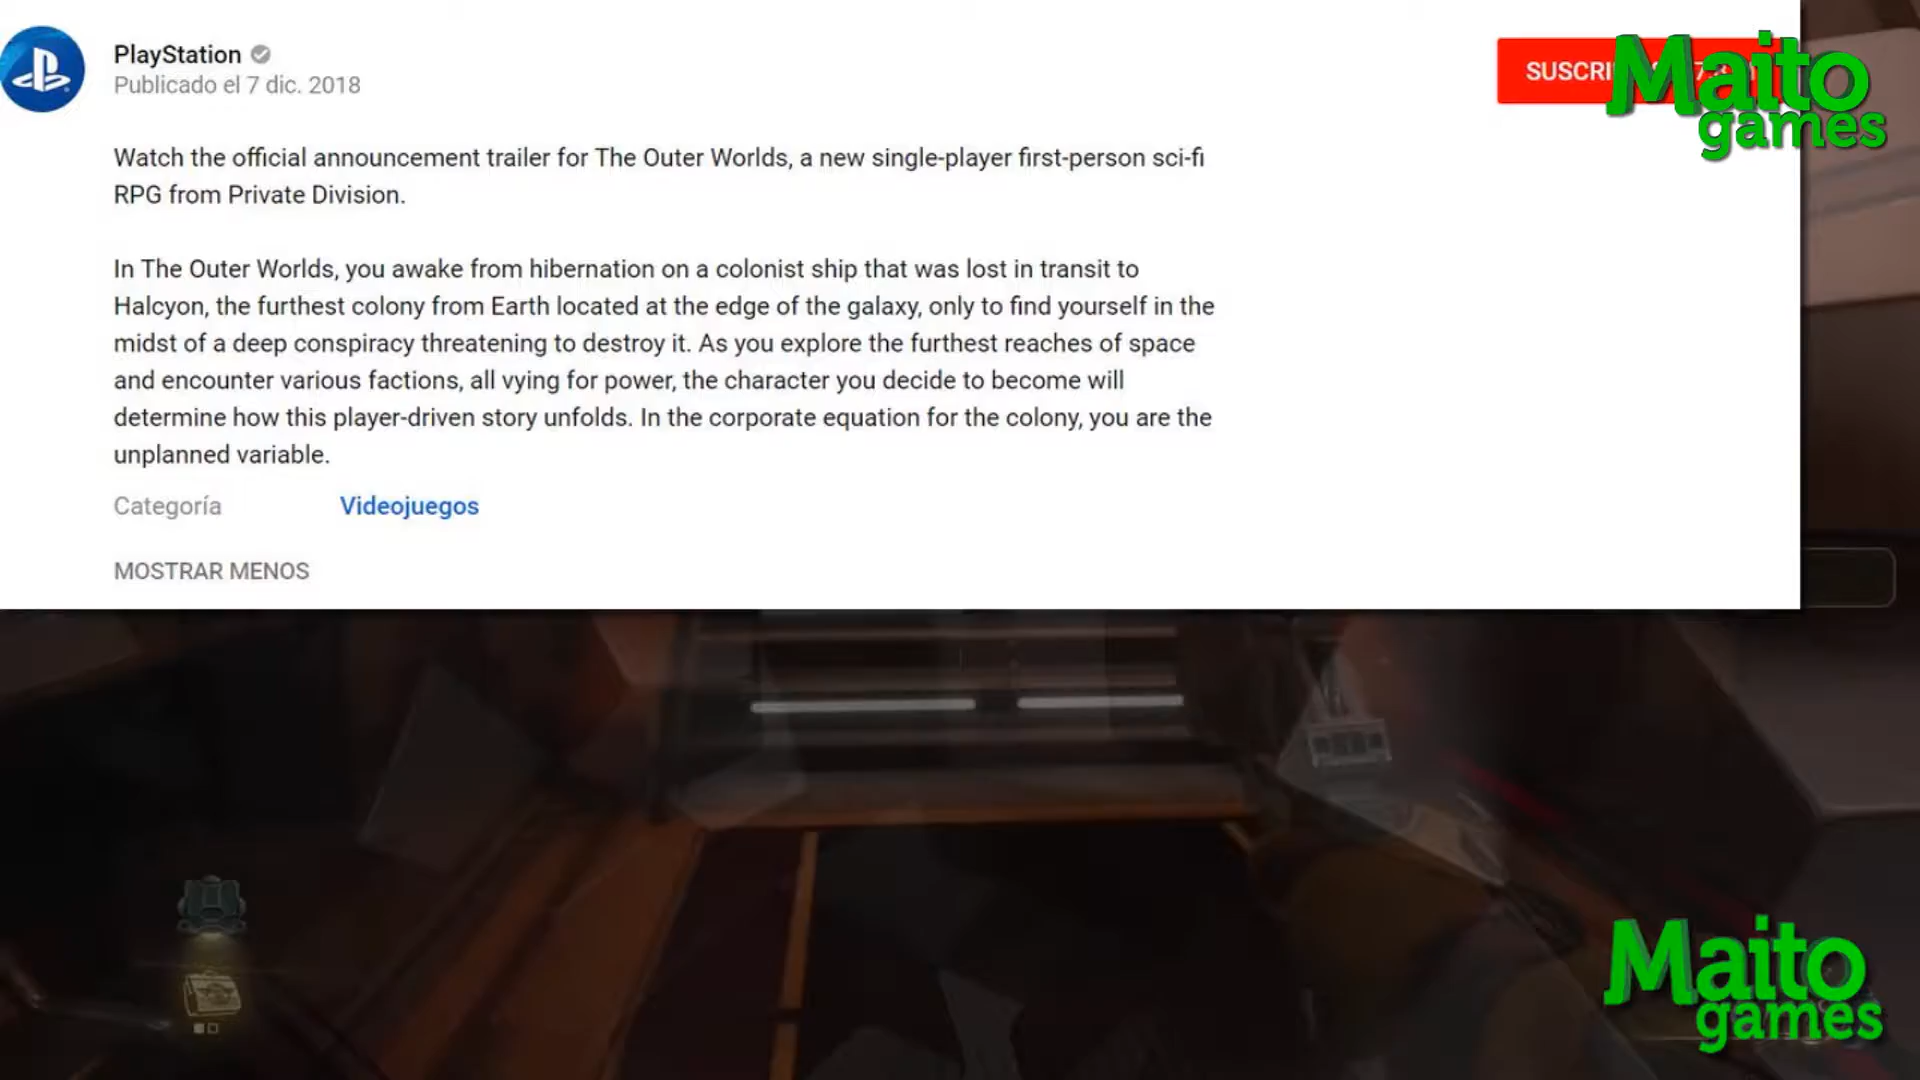 PlayStation
Publicado el 7 dic. 2018
Maito
games
Watch the official announcement trailer for The Outer Worlds, a new single-player first-person sci-fi
RPG from Private Division.
In The Outer Worlds, you awake from hibernation on a colonist ship that was lost in transit to
Halcyon, the furthest colony from Earth located at the edge of the galaxy, only to find yourself in the
midst of a deep conspiracy threatening to destroy it. As you explore the furthest reaches of space
and encounter various factions, all vying for power, the character you decide to become will
determine how this player-driven story unfolds. In the corporate equation for the colony, you are the
unplanned variable.
Categoría Videojuegos
MOSTRAR MENOS
Maito
games